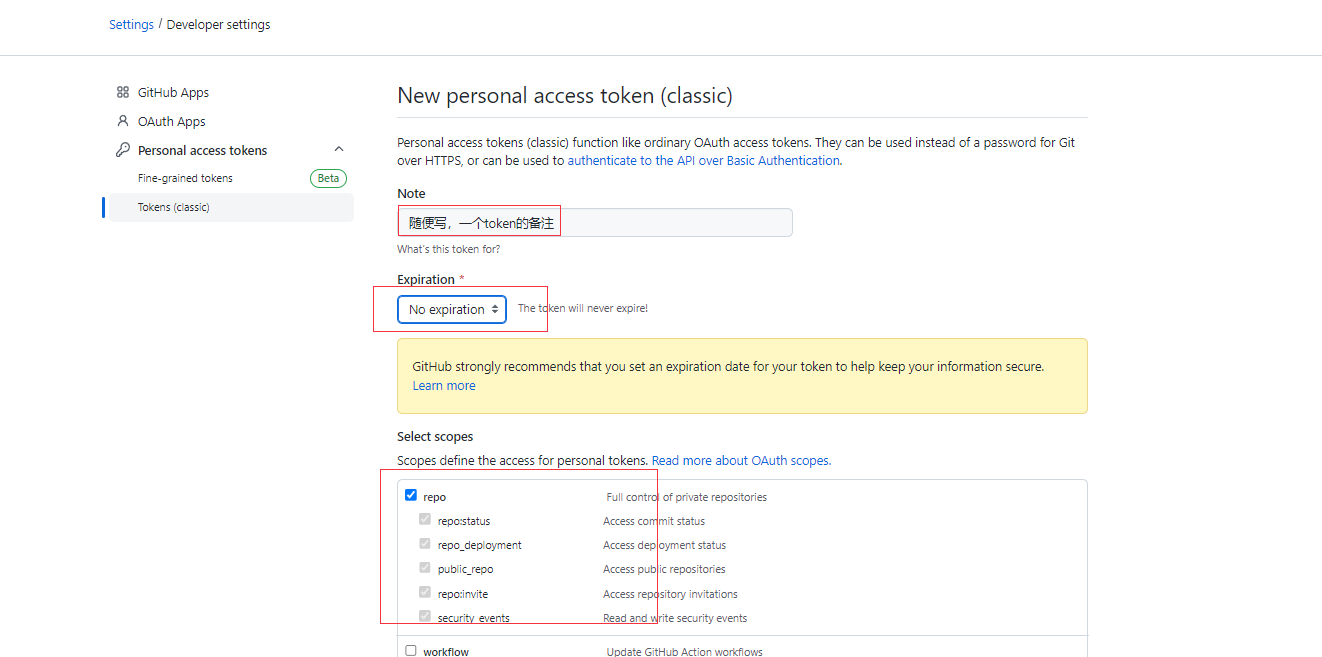 Settings / Developer settings
GitHub Apps
OAuth Apps
Personal access tokens
Fine-grained tokens Beta
Tokens (classic)
New personal access token (classic)
Personal access tokens (classic) function like ordinary OAuth access tokens. They can be used instead of a password for Git
over HTTPS, or can be used to authenticate to the API over Basic Authentication.
Note
随便写，一个token的备注
What's this token for?
Expiration *
No expiration The token will never expire!
GitHub strongly recommends that you set an expiration date for your token to help keep your information secure.
Learn more
Select scopes
Scopes define the access for personal tokens. Read more about OAuth scopes.
repo Full control of private repositories
repo:status Access commit status
repo_deployment Access deployment status
public_repo Access public repositories
repo:invite Access repository invitations
security_events Read and write security events
workflow Update GitHub Action workflows